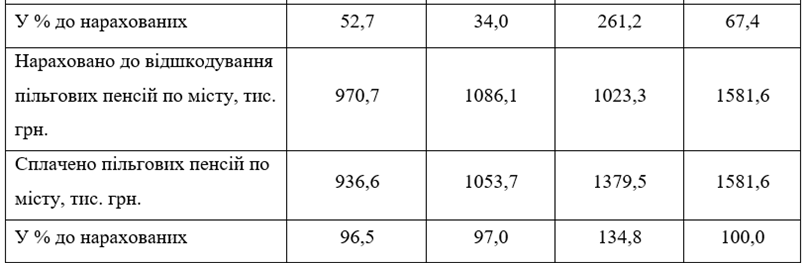 У % до нарахованих 52,7 34,0 261,2 67,4
Нараховано до відшкодування
пільгових пенсій по місту, тис. 970,7 1086,1 1023,3 1581,6
грн.
Сплачено пільгових пенсій по
місту, тис. грн. 936,6 1053,7 1379,5 1581,6
У % до нарахованих 96,5 97,0 134,8 100,0